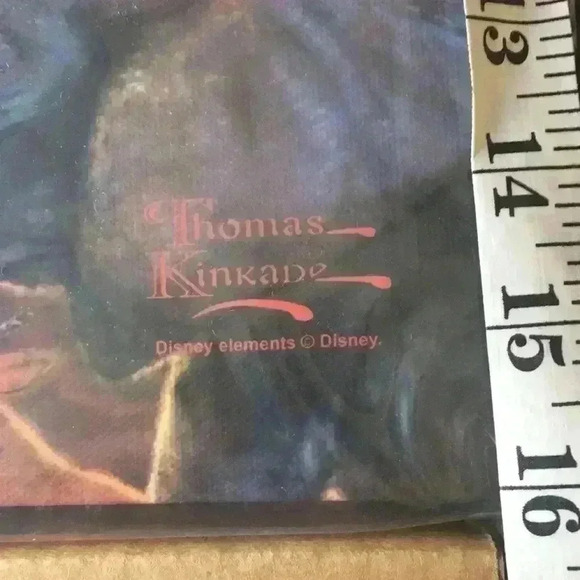 Thomas
Kinkade
Disney elements © Disney.
13
14
15
16